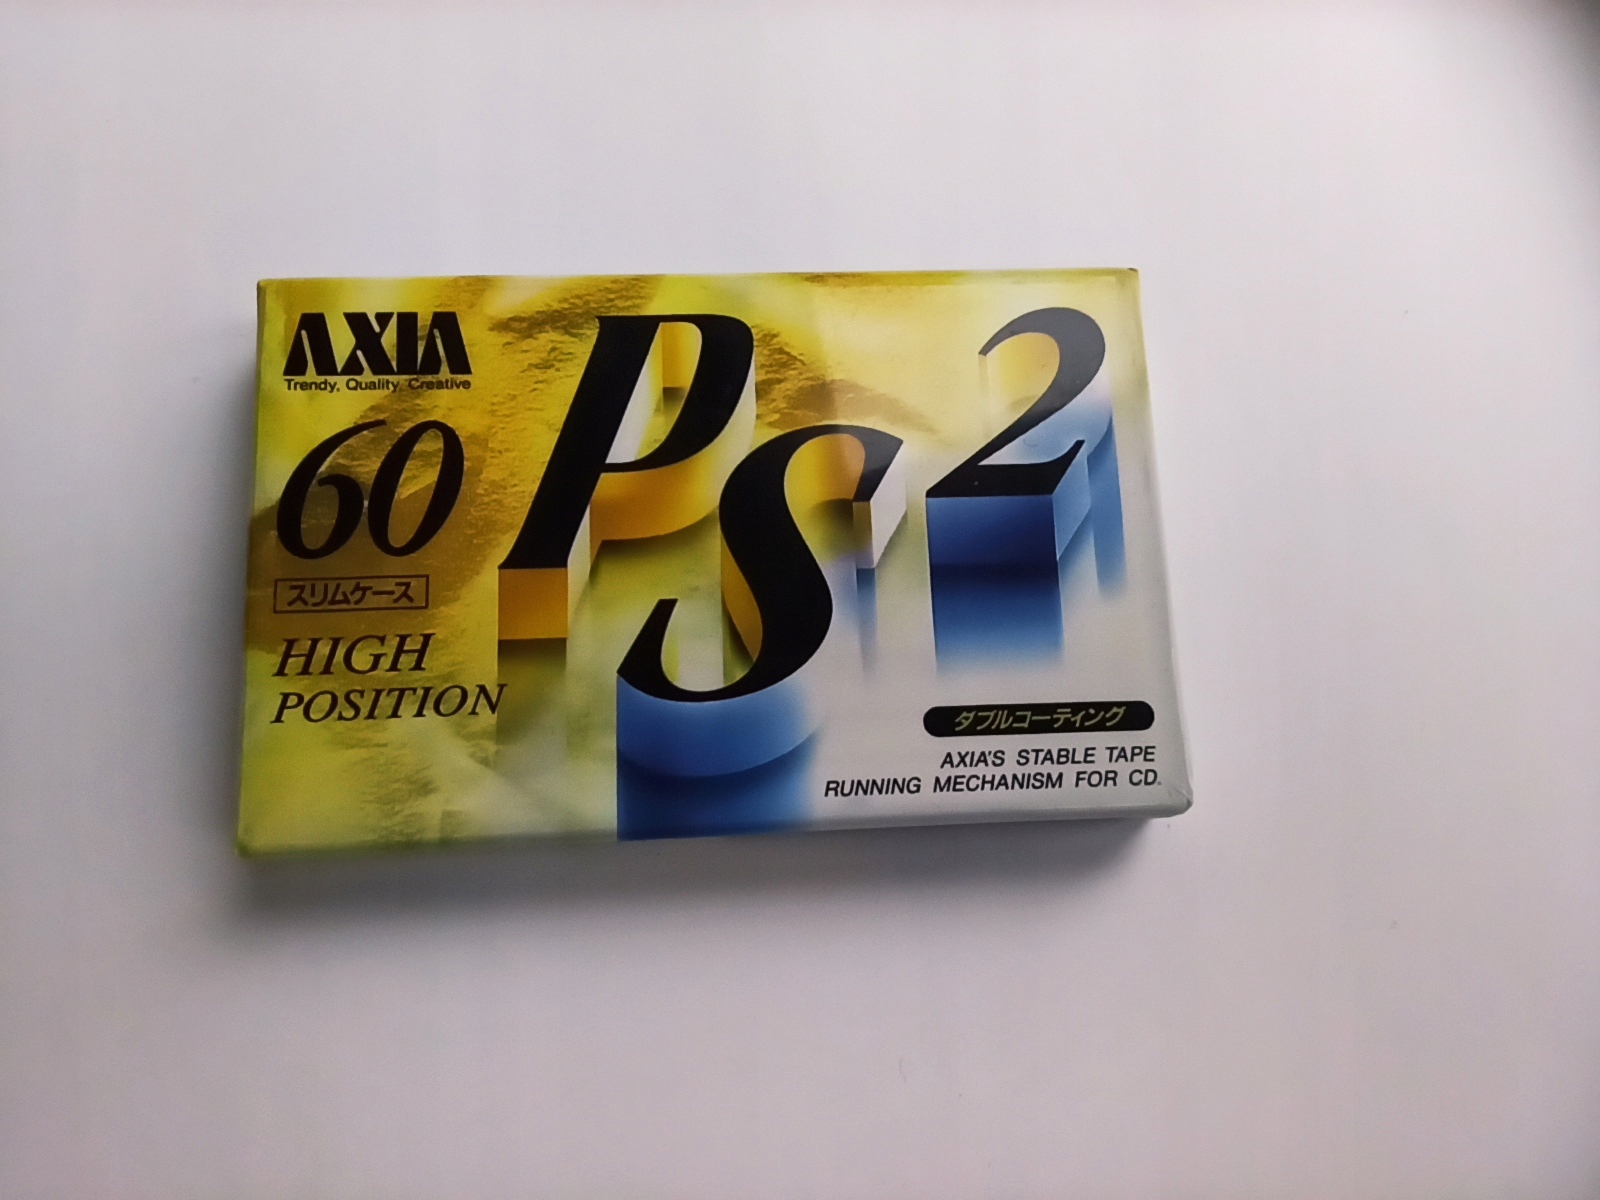 AXIA
Trendy, Quality, Creative
60
スリムケース
HIGH
POSITION
PS2
ダブルコーティング
AXIA'S STABLE TAPE
RUNNING MECHANISM FOR CD.